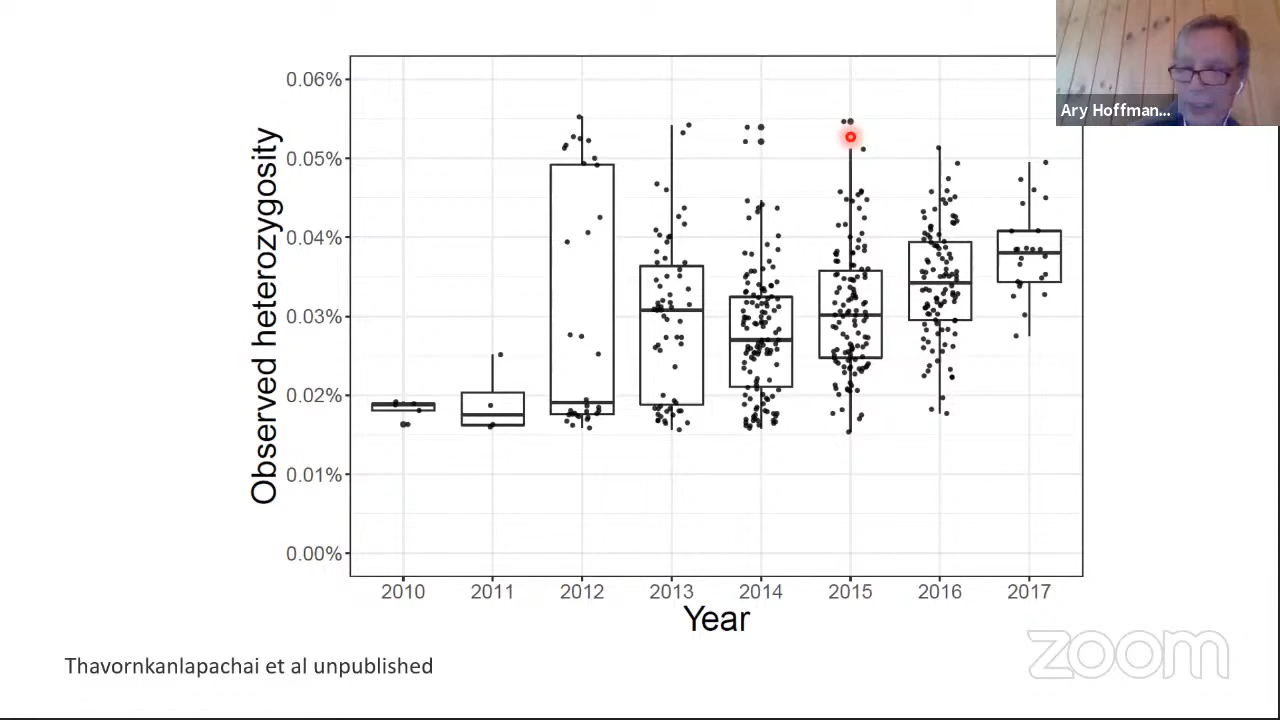 Ary Hoffman...
Observed heterozygosity
0.06%
0.05%
0.04%
0.03%
0.02%
0.01%
0.00%
2010 2011 2012 2013 2014 2015 2016 2017
Year
Thavornkanlapachai et al unpublished
zoom